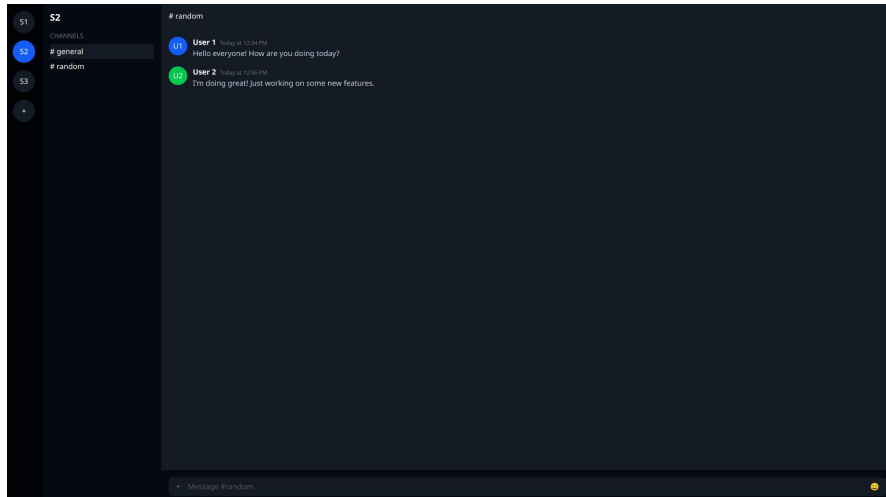 S1
S2
S3
+
S2
CHANNELS
# general
# random
# random
U1
User 1 Today at 12:34 PM
Hello everyone! How are you doing today?
U2
User 2 Today at 12:36 PM
I'm doing great! Just working on some new features.
+ Message #random